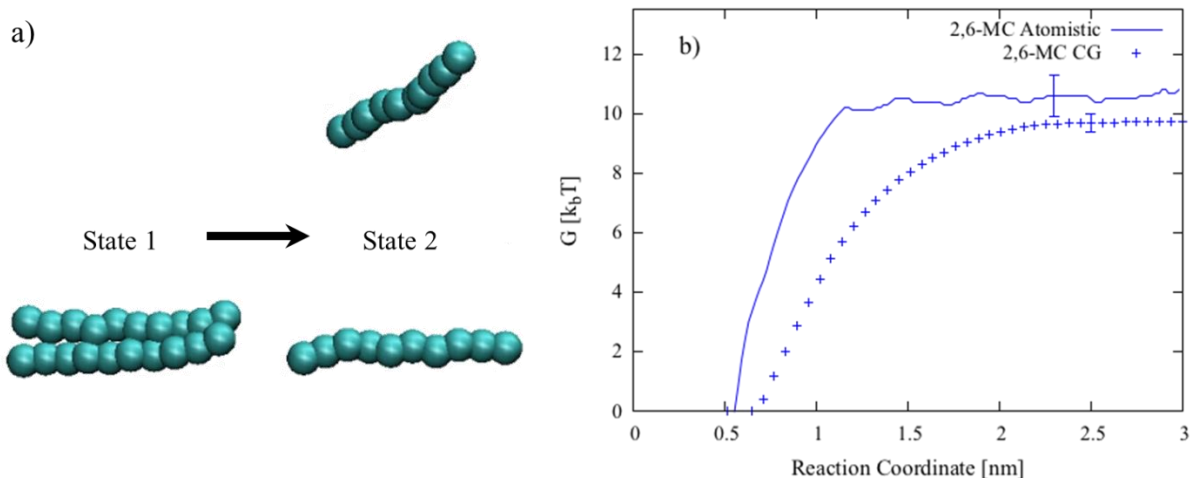 a)
State 1
State 2
b)
2,6-MC Atomistic
2,6-MC CG
G [k_bT]
12
10
8
6
4
2
0
0 0.5 1 1.5 2 2.5 3
Reaction Coordinate [nm]